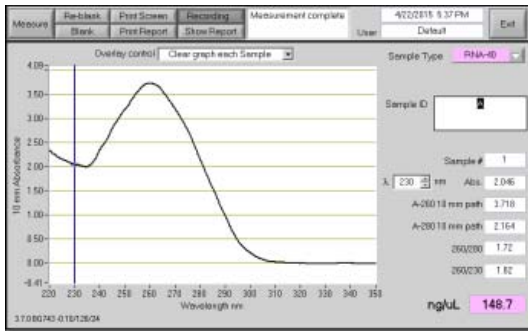 Measure Re-blank Print Screen Recording Measurement complete 4/22/2015 5:37 PM Exit
Blank Print Report Show Report User Default
Overlay control Clear graph each Sample Sample Type RNA-40
Sample ID A
10 mm Absorbance
4.09
3.50
3.00
2.50
2.00
1.50
1.00
0.50
0.00
-0.41
220 230 240 250 260 270 280 290 300 310 320 330 340 350
Wavelength nm
Sample # 1
λ 230 nm Abs. 2.046
A-260 10 mm path 3.718
A-280 10 mm path 2.164
260/280 1.72
260/230 1.82
ng/uL 148.7